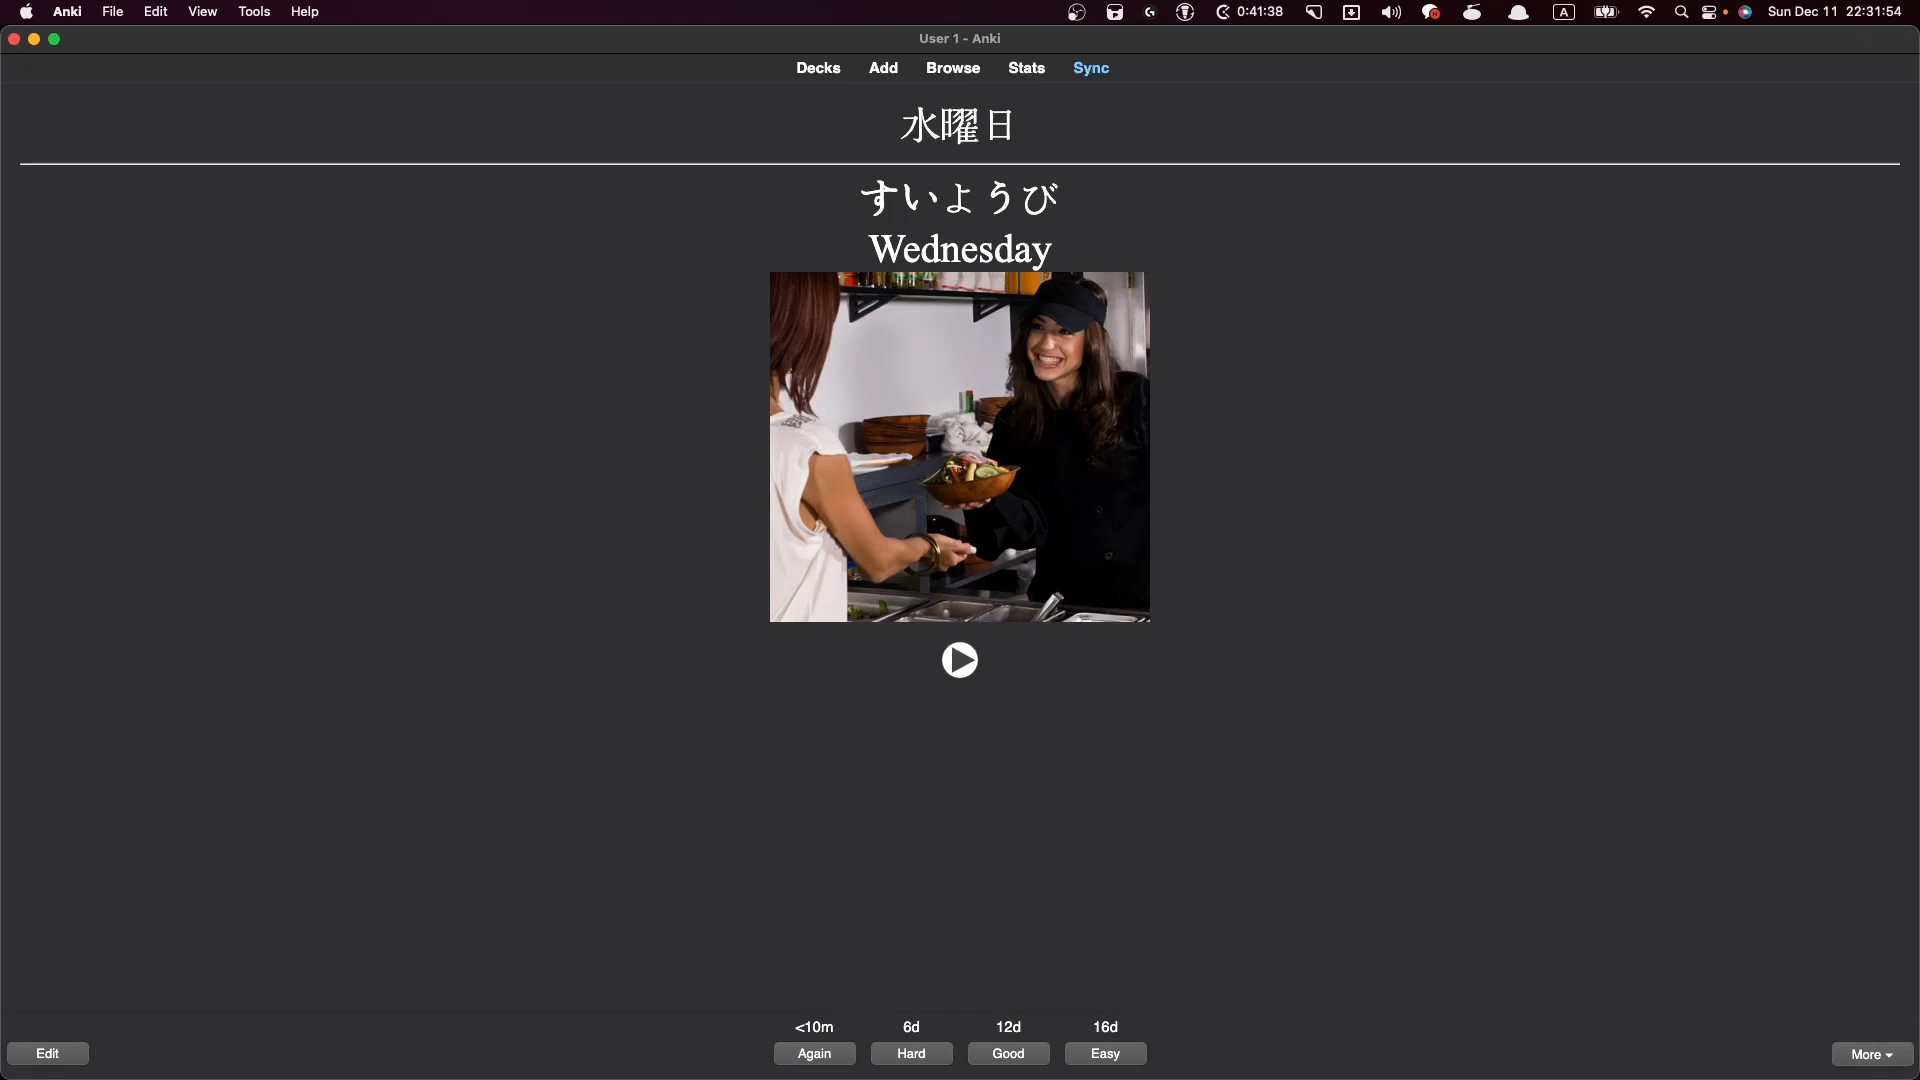 Anki File Edit View Tools Help 0:41:38 A Sun Dec 11 22:31:54
User 1 - Anki
Decks Add Browse Stats Sync
水曜日
すいようび
Wednesday
<10m 6d 12d 16d
Edit Again Hard Good Easy More